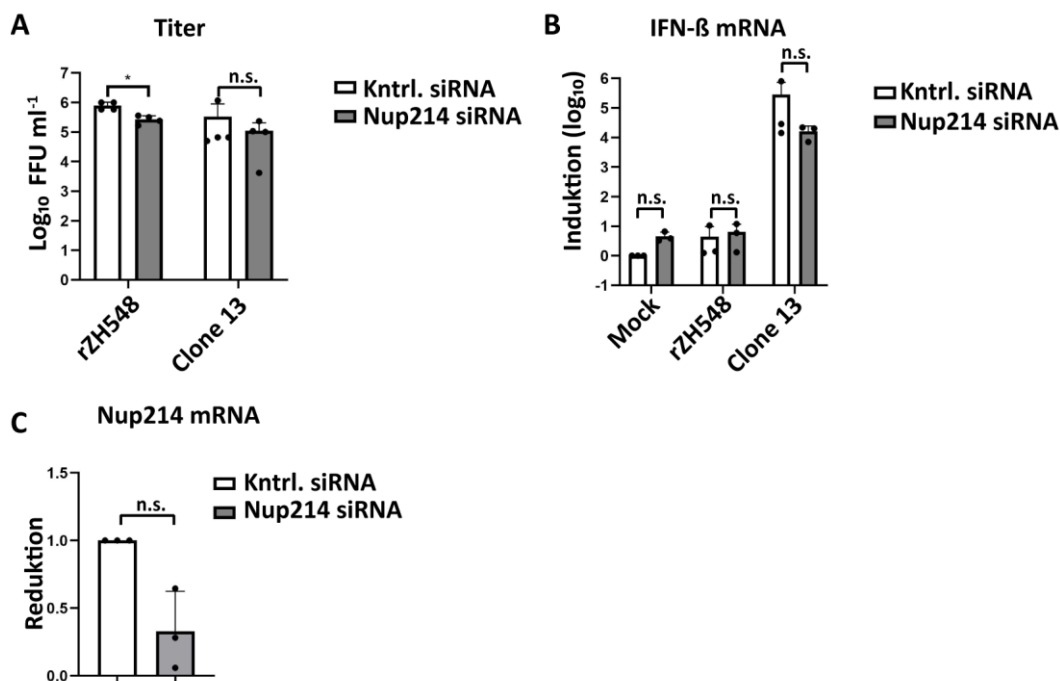 A
Titer
Log₁₀ FFU ml⁻¹
7
6
5
4
3
2
1
0
*
n.s.
rZH548
Clone 13
Kntrl. siRNA
Nup214 siRNA
B
IFN-ß mRNA
Induktion (log₁₀)
6
5
4
3
2
1
0
-1
n.s.
n.s.
n.s.
Mock
rZH548
Clone 13
Kntrl. siRNA
Nup214 siRNA
C
Nup214 mRNA
Reduktion
1.5
1.0
0.5
0.0
n.s.
Kntrl. siRNA
Nup214 siRNA